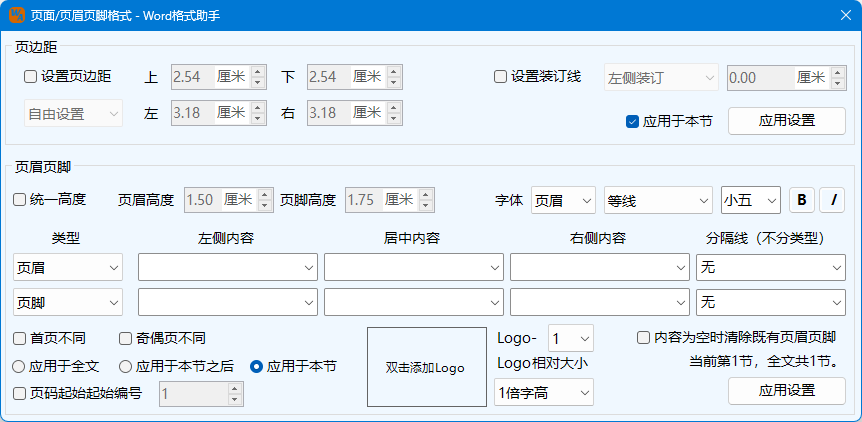 页面/页眉页脚格式 - Word格式助手
页边距
设置页边距 上 2.54 厘米 下 2.54 厘米 设置装订线 左侧装订 0.00 厘米
自由设置 左 3.18 厘米 右 3.18 厘米 应用于本节 应用设置
页眉页脚
统一高度 页眉高度 1.50 厘米 页脚高度 1.75 厘米 字体 页眉 等线 小五 B I
类型 左侧内容 居中内容 右侧内容 分隔线（不分类型）
页眉 无
页脚 无
首页不同 奇偶页不同 Logo- 1 内容为空时清除既有页眉页脚
应用于全文 应用于本节之后 应用于本节 双击添加Logo Logo相对大小 当前第1节，全文共1节。
页码起始起始编号 1 1倍字高 应用设置